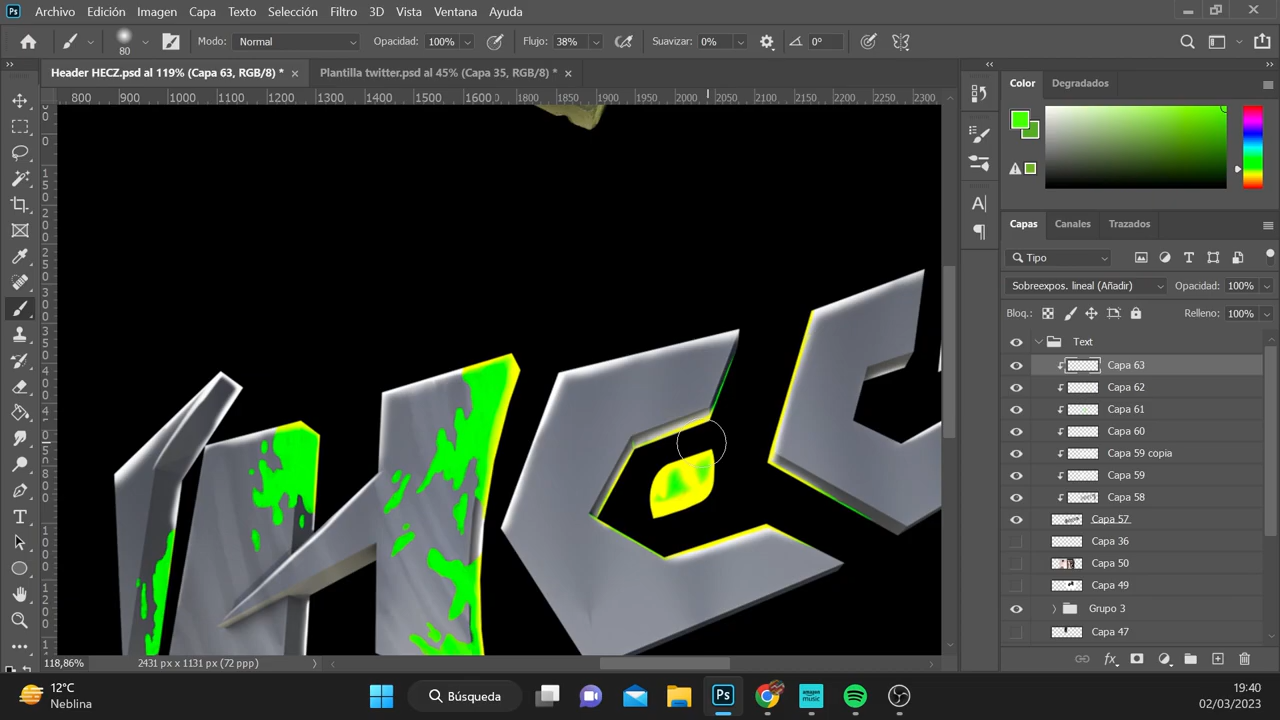 Ps Archivo Edición Imagen Capa Texto Selección Filtro 3D Vista Ventana Ayuda
80 Modo: Normal Opacidad: 100% Flujo: 38% Suavizar: 0% 0°
Header HECZ.psd al 119% (Capa 63, RGB/8) * Plantilla twitter.psd al 45% (Capa 35, RGB/8) *
800 900 1000 1100 1200 1300 1400 1500 1600 1800 1850 1900 1950 2000 2050 2100 2150 2200 2250 2300
Color Degradados
Capas Canales Trazados
Tipo
Sobreexpos. lineal (Añadir) Opacidad: 100%
Bloq.: Relleno: 100%
Text
Capa 63
Capa 62
Capa 61
Capa 60
Capa 59 copia
Capa 59
Capa 58
Capa 57
Capa 36
Capa 50
Capa 49
Grupo 3
Capa 47
HEC
118,86% 2431 px x 1131 px (72 ppp)
12°C
Neblina
Búsqueda
Ps
amazon music
19:40
02/03/2023